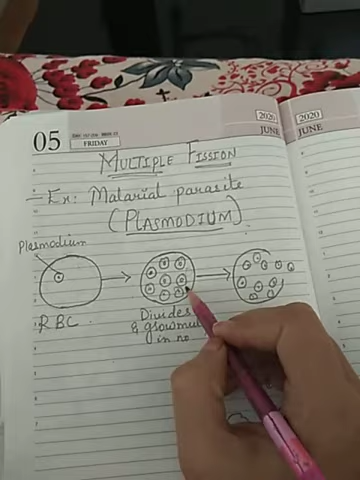 05
FRIDAY
2020
JUNE
2020
JUNE
MULTIPLE FISSION
Ex: Malarial parasite
(PLASMODIUM)
Plasmodium
RBC
Divides
& grows
in no